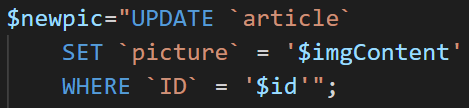 $newpic="UPDATE `article`
SET `picture` = '$imgContent'
WHERE `ID` = '$id'";